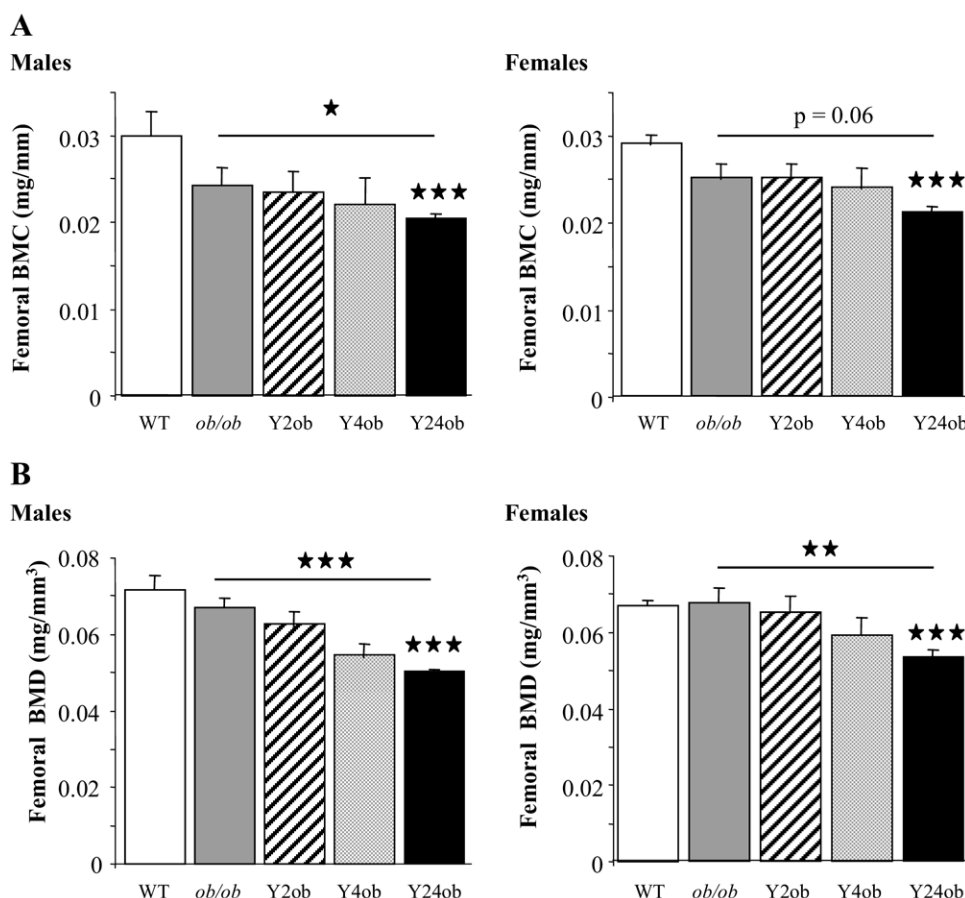 A
Males
Females
Femoral BMC (mg/mm)
0.03
0.02
0.01
0
★
★★★
WT
ob/ob
Y2ob
Y4ob
Y24ob
Femoral BMC (mg/mm)
0.03
0.02
0.01
0
p = 0.06
★★★
WT
ob/ob
Y2ob
Y4ob
Y24ob
B
Males
Females
Femoral BMD (mg/mm³)
0.08
0.06
0.04
0.02
0
★★★
★★★
WT
ob/ob
Y2ob
Y4ob
Y24ob
Femoral BMD (mg/mm³)
0.08
0.06
0.04
0.02
0
★★
★★★
WT
ob/ob
Y2ob
Y4ob
Y24ob